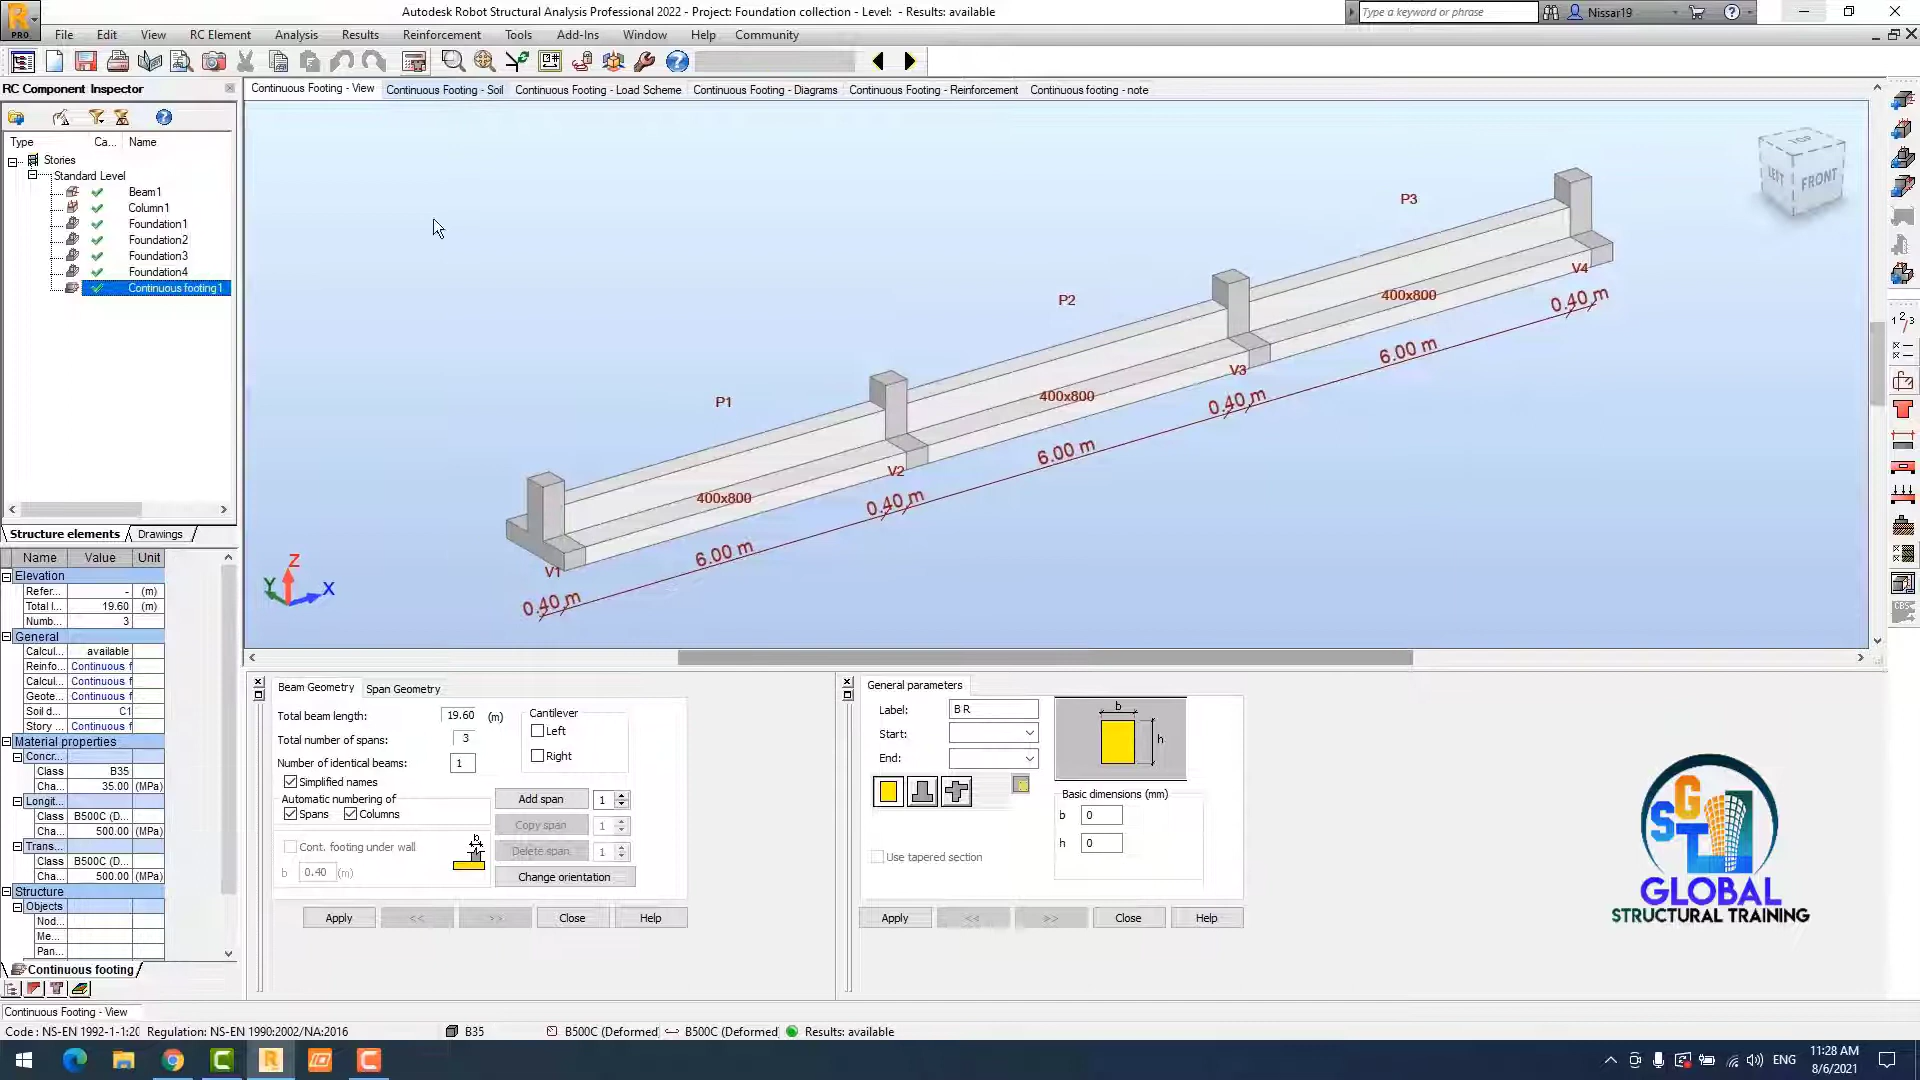 PRO
Autodesk Robot Structural Analysis Professional 2022 - Project: Foundation collection - Level:  - Results: available
Type a keyword or phrase
Nissar19
File Edit View RC Element Analysis Results Reinforcement Tools Add-Ins Window Help Community
RC Component Inspector
Continuous Footing - View
Continuous Footing - Soil
Continuous Footing - Load Scheme
Continuous Footing - Diagrams
Continuous Footing - Reinforcement
Continuous footing - note
Type Ca... Name
Stories
Standard Level
Beam1
Column1
Foundation1
Foundation2
Foundation3
Foundation4
Continuous footing1
Structure elements
Drawings
TOP
LEFT
FRONT
P3
P2
P1
V4
V3
V2
V1
400x800
400x800
400x800
0.40 m
6.00 m
0.40 m
6.00 m
0.40 m
6.00 m
0.40 m
Z
Y
X
Name Value Unit
Elevation
Refer... - (m)
Total l... 19.60 (m)
Numb... 3
General
Calcul... available
Reinfo... Continuous f
Calcul... Continuous f
Geote... Continuous f
Soil d... C1
Story ... Continuous f
Material properties
Concr...
Class B35
Cha... 35.00 (MPa)
Longit...
Class B500C (D...
Cha... 500.00 (MPa)
Trans...
Class B500C (D...
Cha... 500.00 (MPa)
Structure
Objects
Nod...
Me...
Pan...
Continuous footing
Beam Geometry
Span Geometry
Total beam length: 19.60 (m)
Total number of spans: 3
Number of identical beams: 1
Simplified names
Automatic numbering of
Spans Columns
Cont. footing under wall
b 0.40 (m)
b
Cantilever
Left
Right
Add span 1
Copy span 1
Delete span 1
Change orientation
Apply << >> Close Help
General parameters
Label: B R
Start:
End:
Use tapered section
b
h
Basic dimensions (mm)
b 0
h 0
Apply << >> Close Help
SGT
GLOBAL
STRUCTURAL TRAINING
Continuous Footing - View
Code : NS-EN 1992-1-1:20 Regulation: NS-EN 1990:2002/NA:2016
B35
B500C (Deformed
B500C (Deformed
Results: available
ENG
11:28 AM
8/6/2021